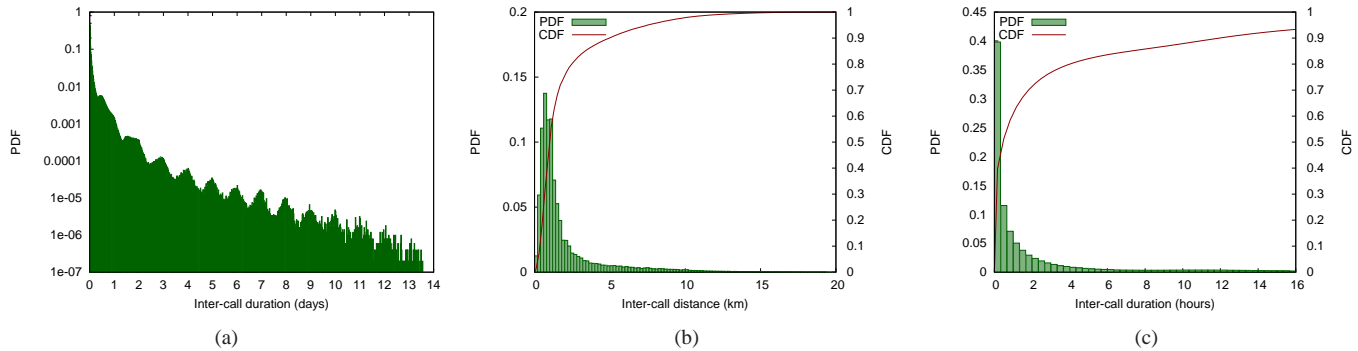 1
0.1
0.01
0.001
0.0001
1e-05
1e-06
1e-07
PDF
0 1 2 3 4 5 6 7 8 9 10 11 12 13 14
Inter-call duration (days)
(a)
0.2
0.15
0.1
0.05
0
PDF
PDF
CDF
1
0.9
0.8
0.7
0.6
0.5
0.4
0.3
0.2
0.1
0
CDF
0 5 10 15 20
Inter-call distance (km)
(b)
0.45
0.4
0.35
0.3
0.25
0.2
0.15
0.1
0.05
0
PDF
PDF
CDF
1
0.9
0.8
0.7
0.6
0.5
0.4
0.3
0.2
0.1
0
CDF
0 2 4 6 8 10 12 14 16
Inter-call duration (hours)
(c)